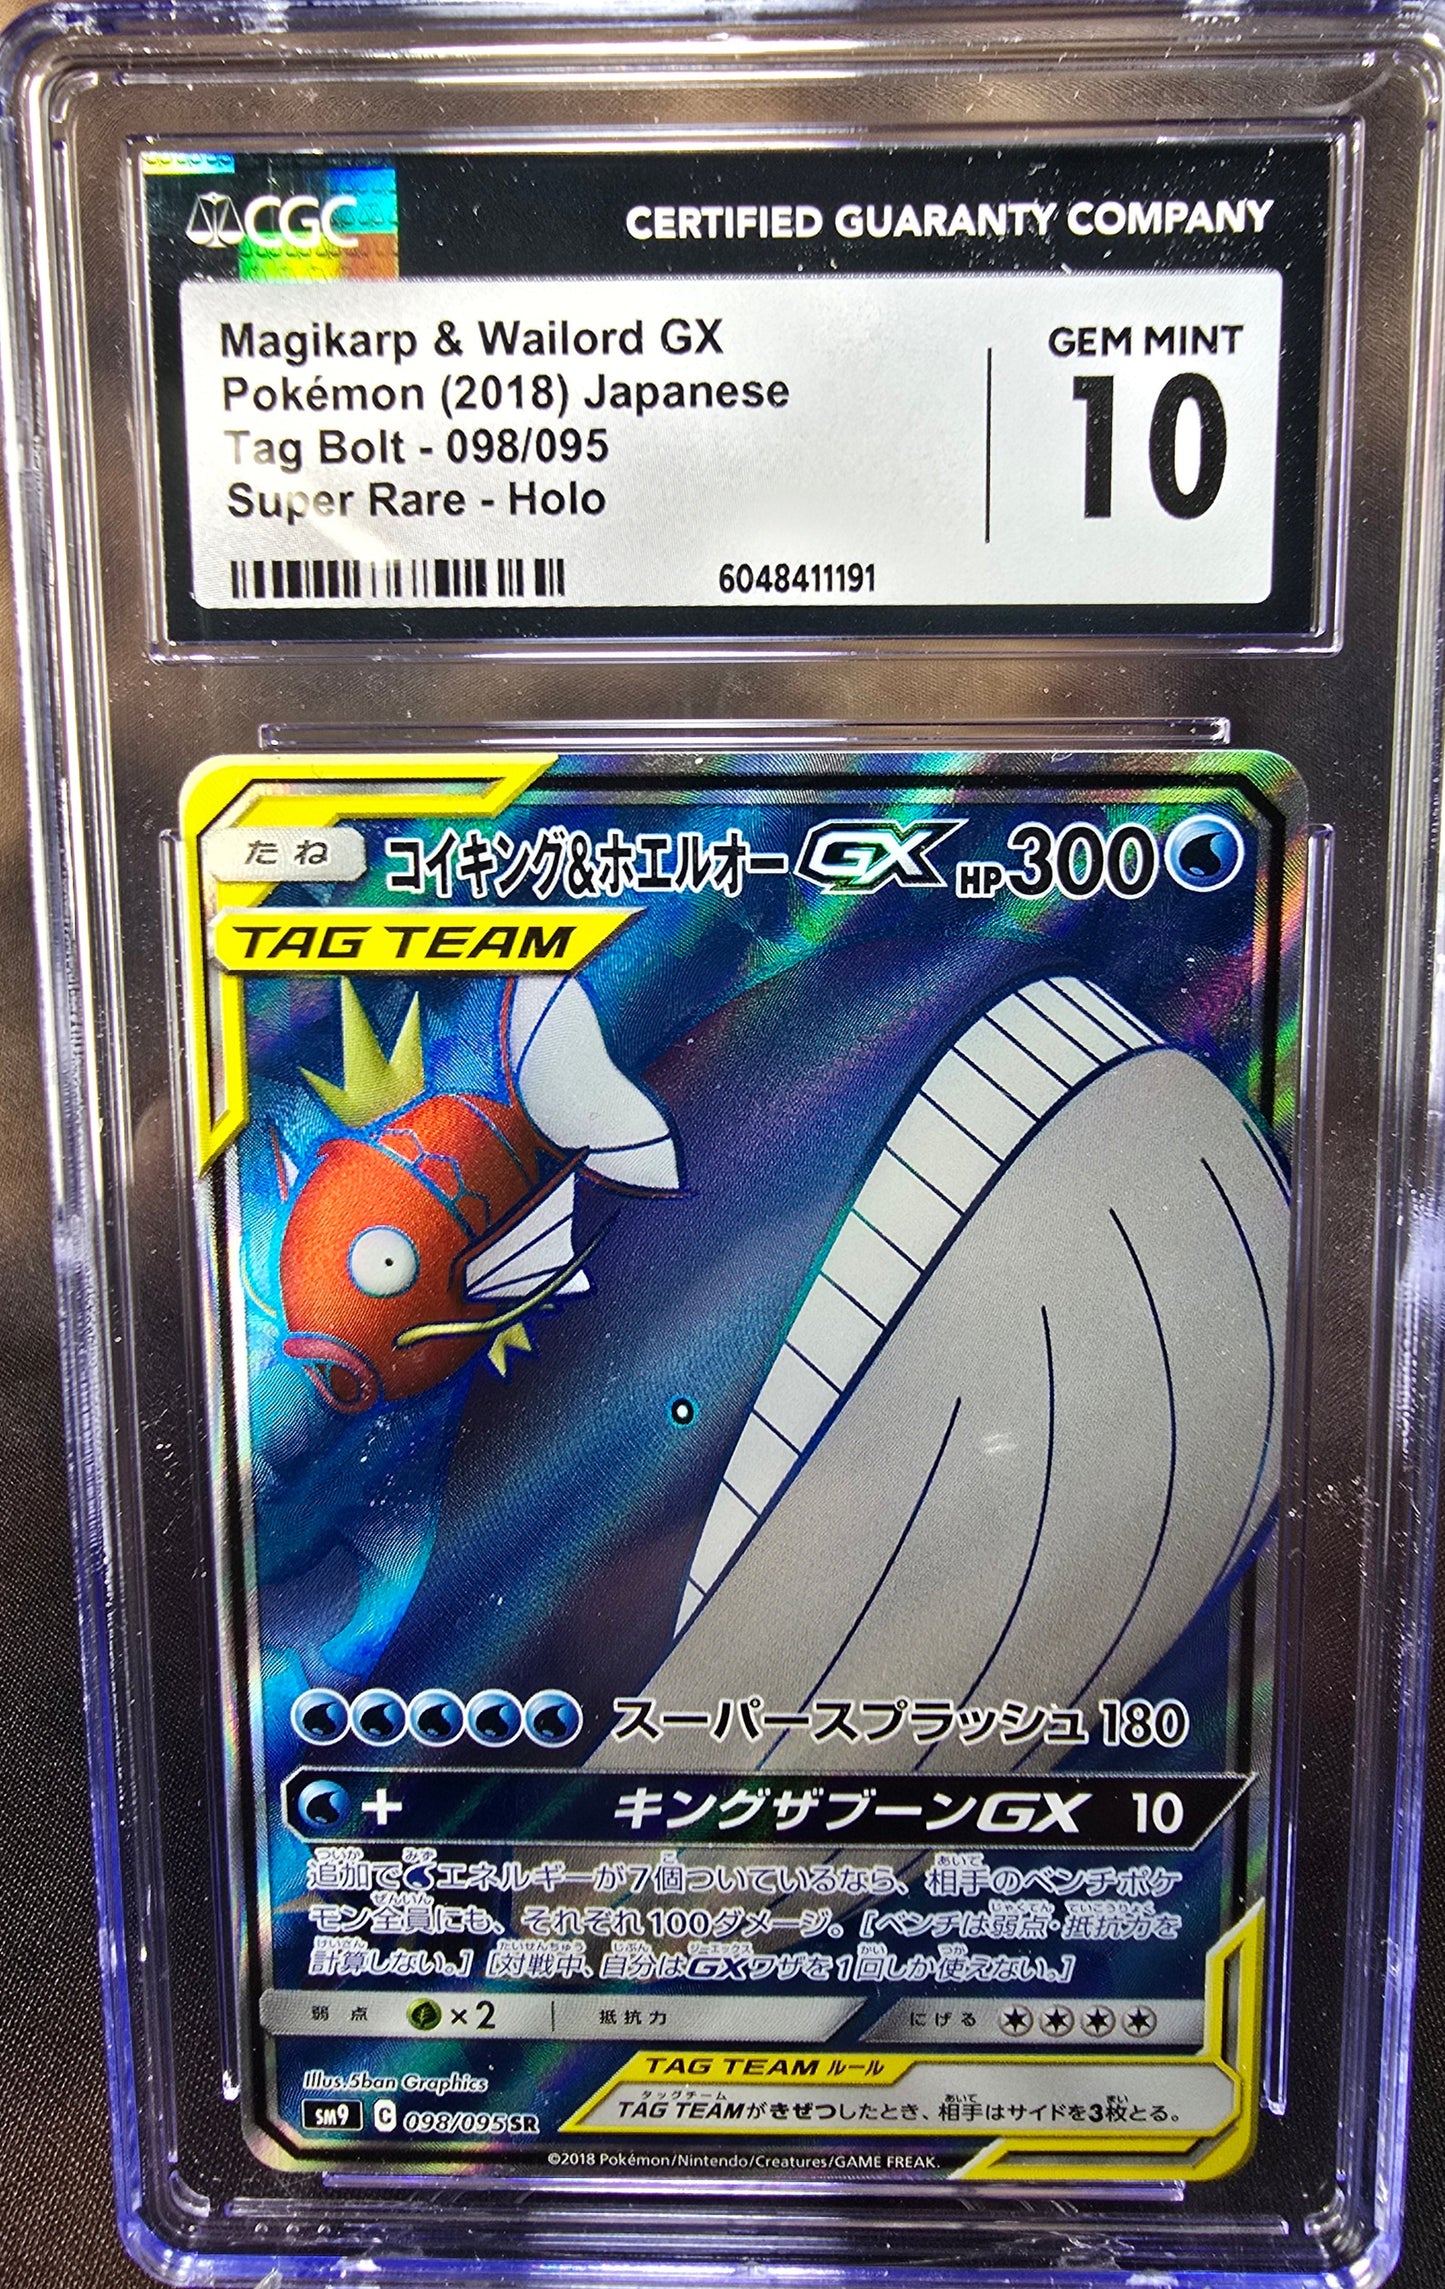 CGC
CERTIFIED GUARANTY COMPANY
Magikarp & Wailord GX
Pokémon (2018) Japanese
Tag Bolt - 098/095
Super Rare - Holo
GEM MINT
10
6048411191
たね
コイキング&ホエルオーGX HP300
TAG TEAM
スーパースプラッシュ 180
+ キングザブーンGX 10
追加でエネルギーが7個ついているなら、相手のベンチポケ
モン全員にも、それぞれ100ダメージ。[ベンチは弱点・抵抗力を
計算しない。] [対戦中、自分はGXワザを1回しか使えない。]
弱点 ×2 抵抗力 にげる
Illus.5ban Graphics
TAG TEAM ルール
TAG TEAMがきぜつしたとき、相手はサイドを3枚とる。
SM9 C 098/095 SR
©2018 Pokémon/Nintendo/Creatures/GAME FREAK.